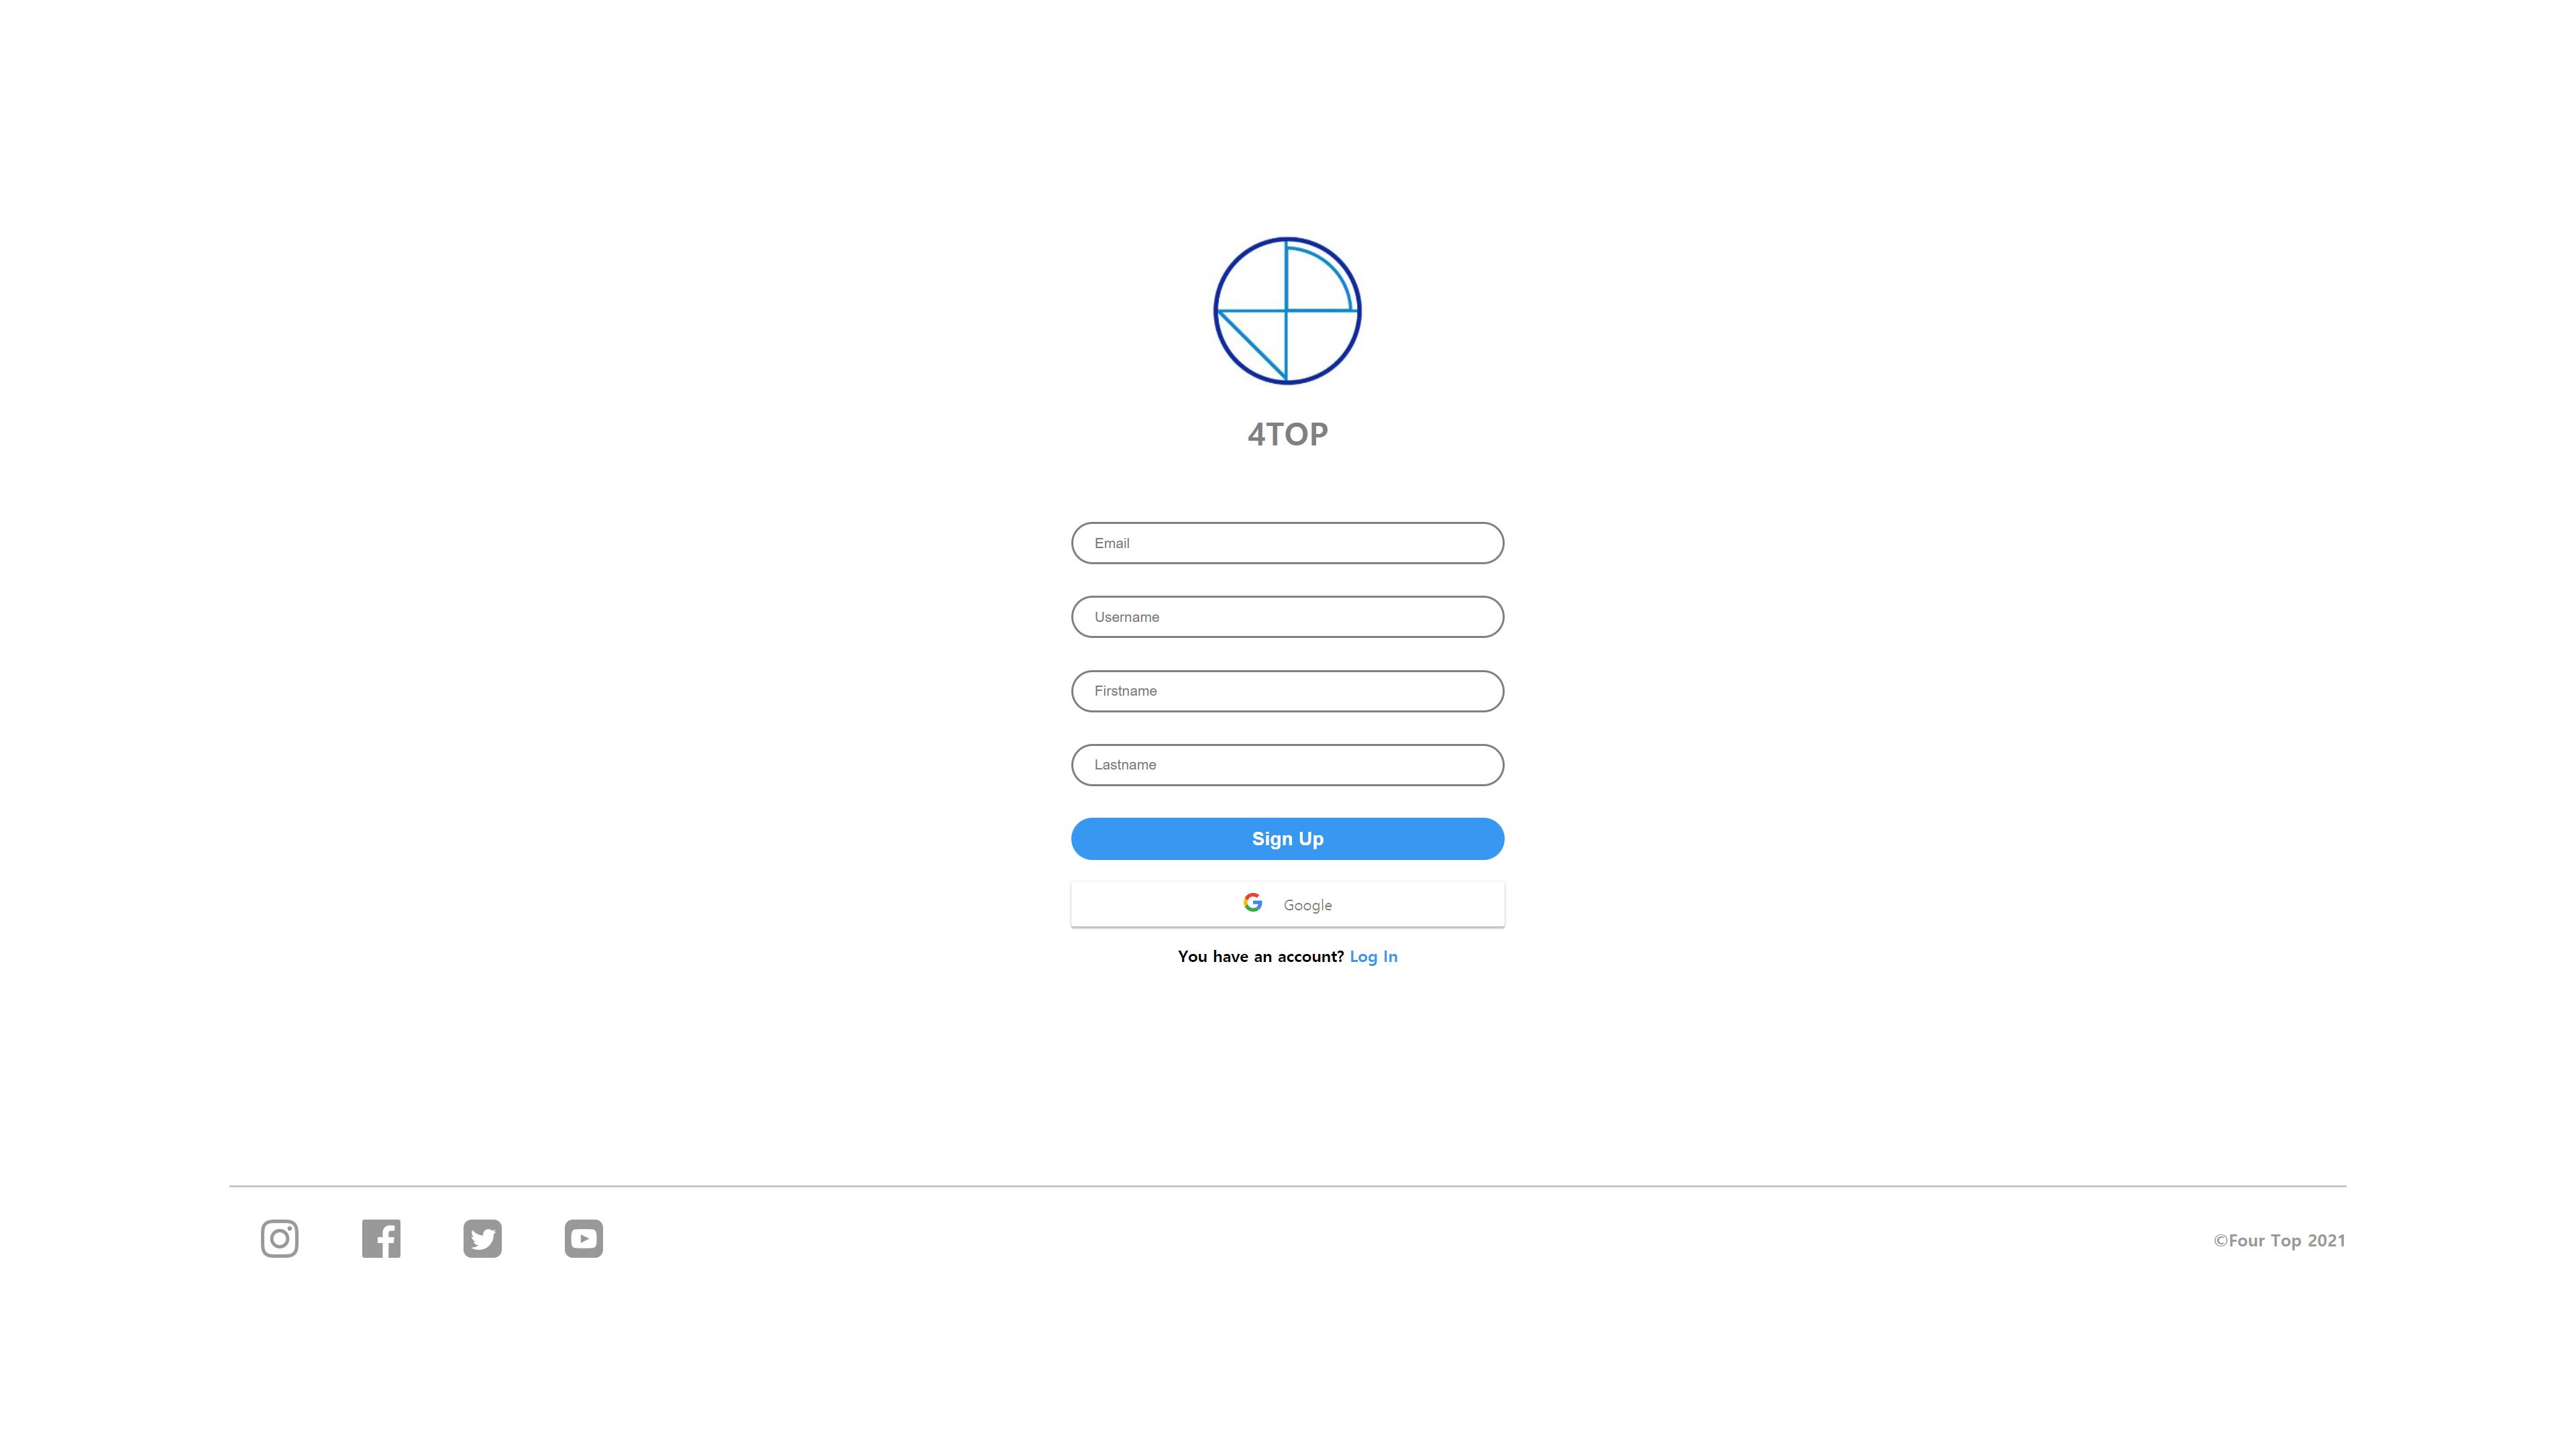 4TOP
Email
Username
Firstname
Lastname
Sign Up
Google
You have an account? Log In
©Four Top 2021